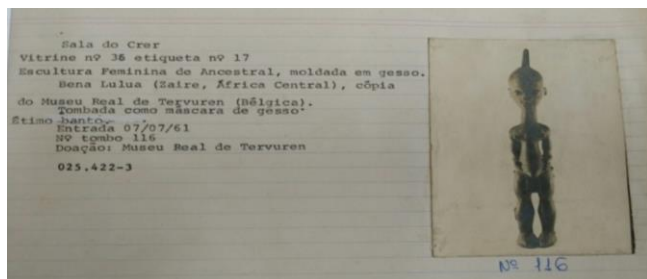 Sala do Crer
Vitrine nº 36 etiqueta nº 17
Escultura Feminina de Ancestral, moldada em gesso.
Bena Lulua (Zaire, África Central), cópia
do Museu Real de Tervuren (Bélgica).
Tombada como máscara de gesso
Étimo banto
Entrada 07/07/61
Nº tombo 116
Doação: Museu Real de Tervuren
025.422-3
Nº 116